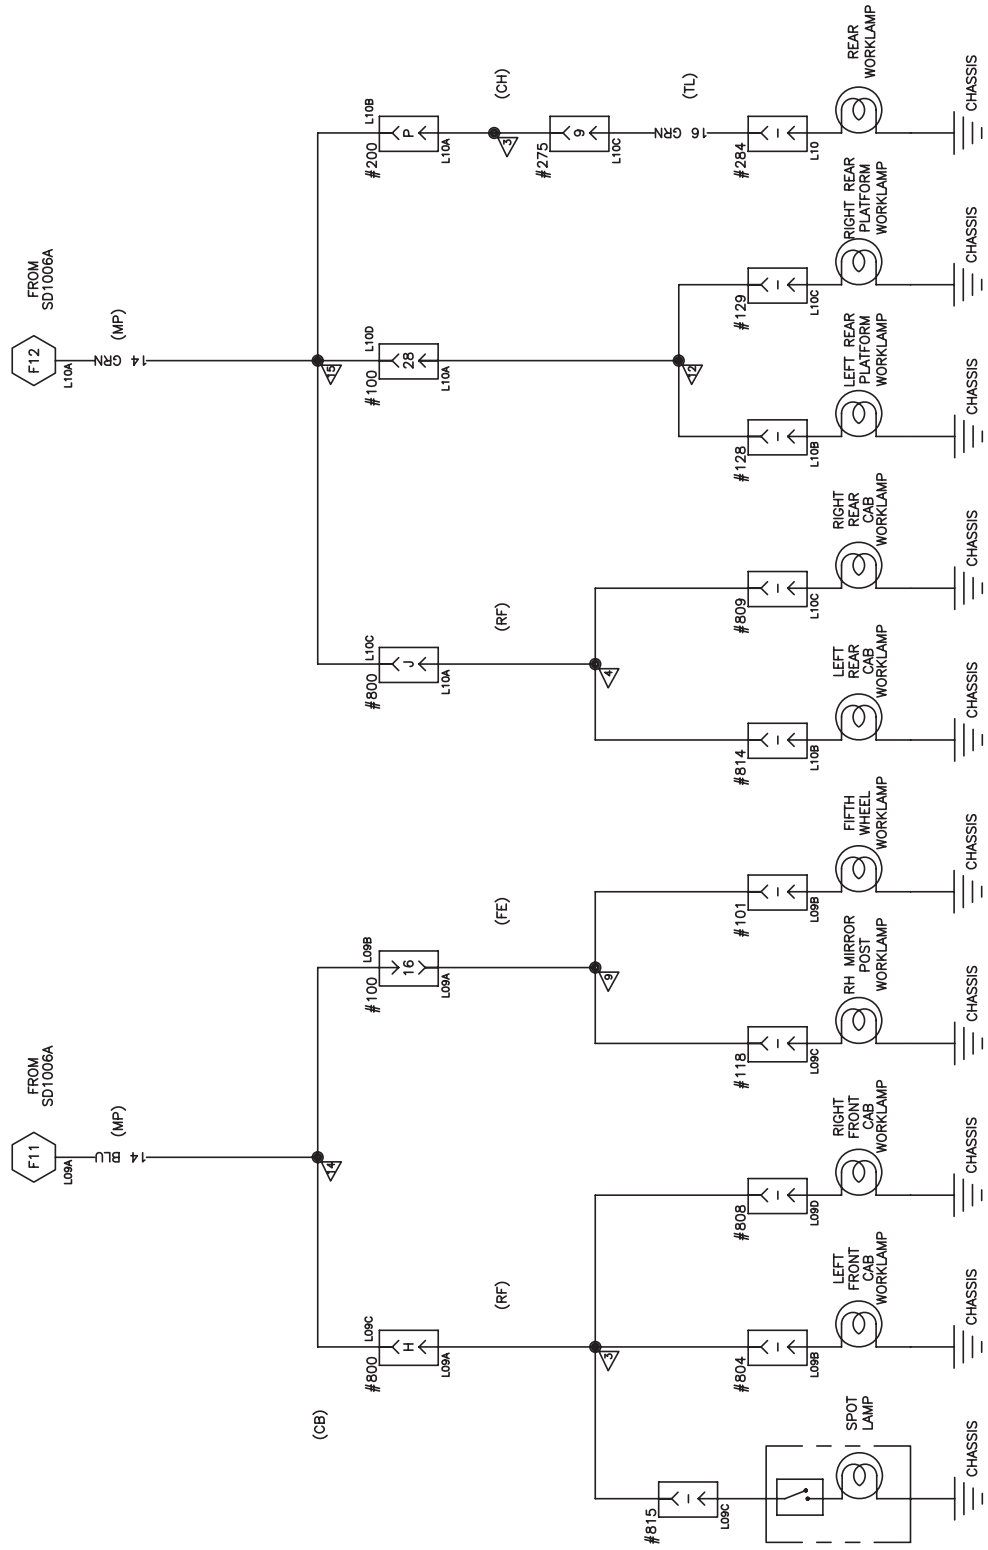 FROM
SD1006A
F12
L10A
14 GRN
(MP)
15
L10C
#800
J
L10A
(RF)
4
L10D
#100
28
L10A
12
L10B
#200
P
L10A
(CH)
3
#275
9
L10C
16 GRN
(TL)
#814
L10B
LEFT
REAR
CAB
WORKLAMP
CHASSIS
#809
L10C
RIGHT
REAR
CAB
WORKLAMP
CHASSIS
#128
L10B
LEFT REAR
PLATFORM
WORKLAMP
CHASSIS
#129
L10C
RIGHT REAR
PLATFORM
WORKLAMP
CHASSIS
#284
L10
REAR
WORKLAMP
CHASSIS
FROM
SD1006A
F11
L09A
14 BLU
(MP)
14
(CB)
L09C
#800
H
L09A
(RF)
3
L09B
#100
16
L09A
(FE)
9
#815
L09C
SPOT
LAMP
CHASSIS
#804
L09B
LEFT
FRONT
CAB
WORKLAMP
CHASSIS
#808
L09D
RIGHT
FRONT
CAB
WORKLAMP
CHASSIS
#118
L09C
RH MIRROR
POST
WORKLAMP
CHASSIS
#101
L09B
FIFTH
WHEEL
WORKLAMP
CHASSIS